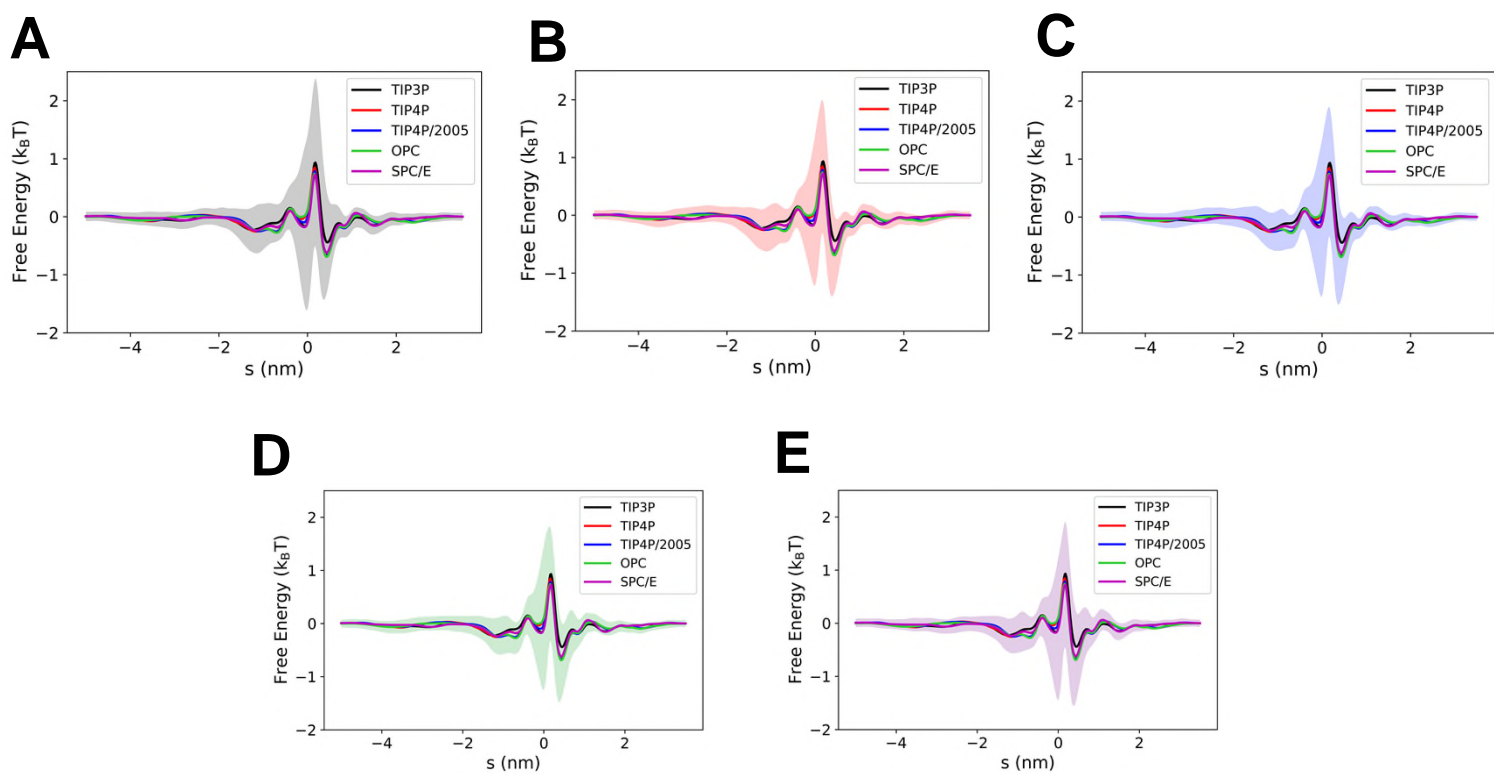 A
B
C
TIP3P
TIP4P
TIP4P/2005
OPC
SPC/E
2
1
0
−1
−2
Free Energy (kBT)
−4
−2
0
2
s (nm)
TIP3P
TIP4P
TIP4P/2005
OPC
SPC/E
2
1
0
−1
−2
Free Energy (kBT)
−4
−2
0
2
s (nm)
TIP3P
TIP4P
TIP4P/2005
OPC
SPC/E
2
1
0
−1
−2
Free Energy (kBT)
−4
−2
0
2
s (nm)
D
E
TIP3P
TIP4P
TIP4P/2005
OPC
SPC/E
2
1
0
−1
−2
Free Energy (kBT)
−4
−2
0
2
s (nm)
TIP3P
TIP4P
TIP4P/2005
OPC
SPC/E
2
1
0
−1
−2
Free Energy (kBT)
−4
−2
0
2
s (nm)